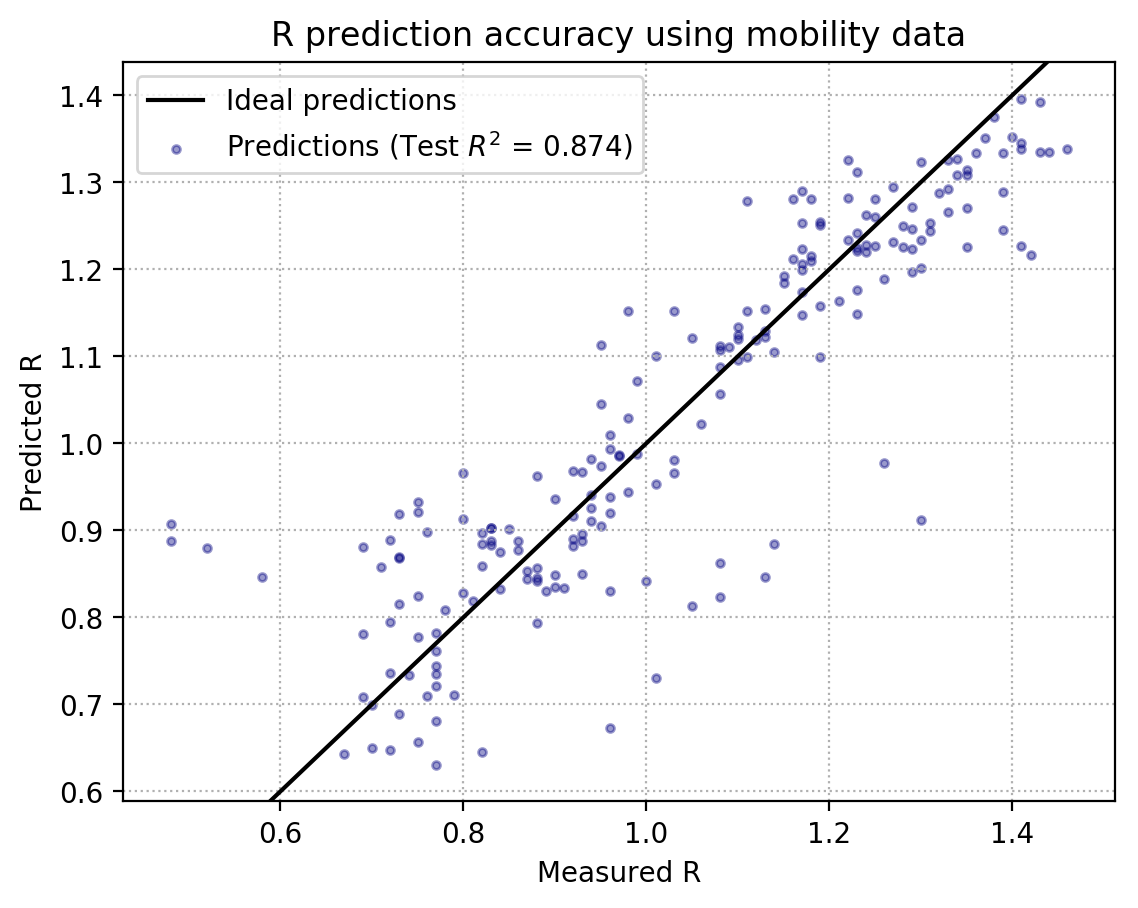 R prediction accuracy using mobility data
Ideal predictions
Predictions (Test R² = 0.874)
1.4
1.3
1.2
1.1
1.0
0.9
0.8
0.7
0.6
Predicted R
0.6 0.8 1.0 1.2 1.4
Measured R